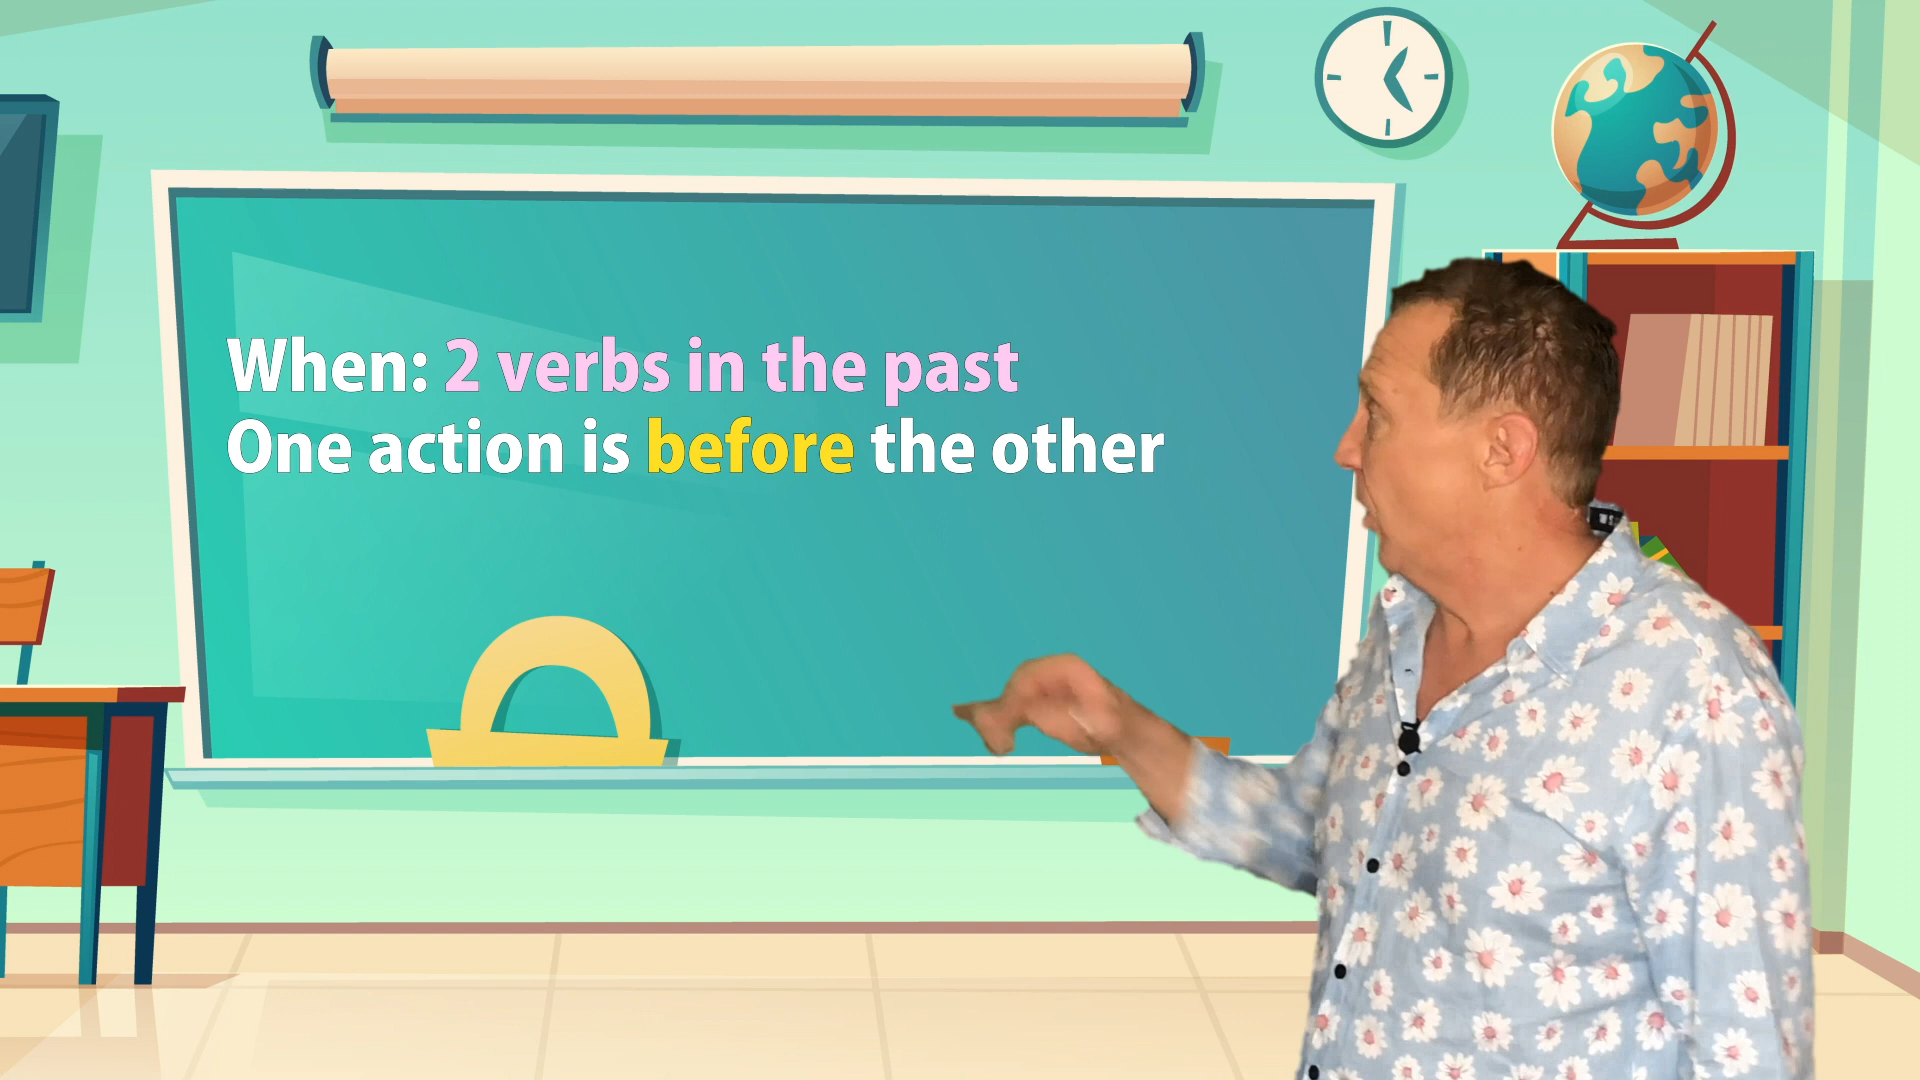 When: 2 verbs in the past
One action is before the other